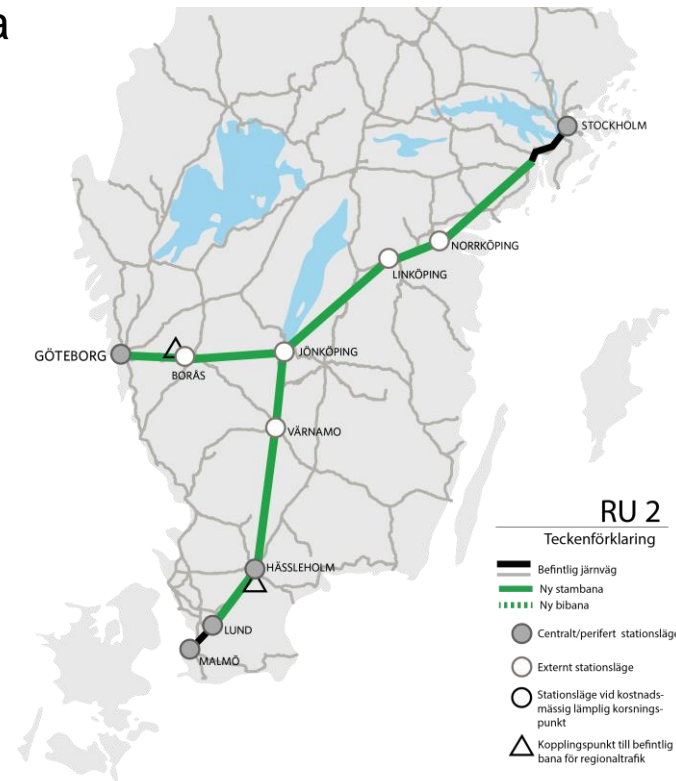 a
STOCKHOLM
NORRKÖPING
LINKÖPING
GÖTEBORG
JÖNKÖPING
BORÅS
VÄRNAMO
HÄSSLEHOLM
LUND
MALMÖ
RU 2
Teckenförklaring
Befintlig järnväg
Ny stambana
Ny bibana
Centralt/perifert stationsläge
Externt stationsläge
Stationsläge vid kostnads-
mässig lämplig korsnings-
punkt
Kopplingspunkt till befintlig
bana för regionaltrafik